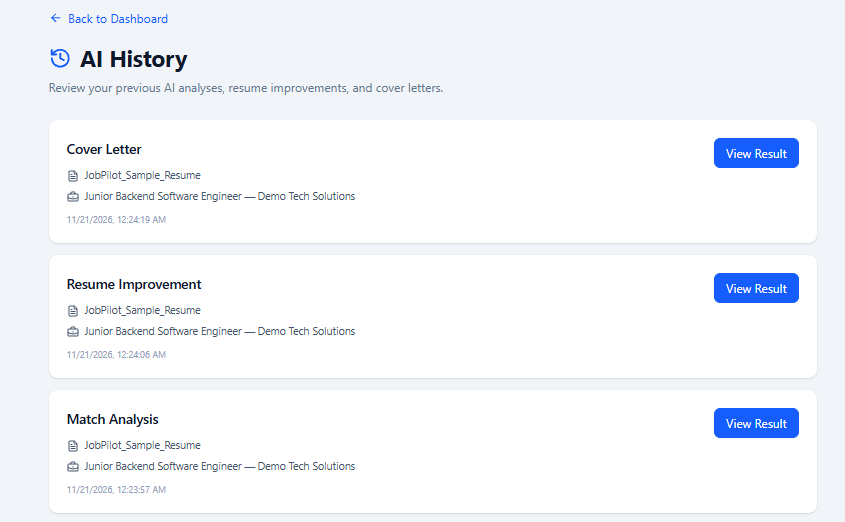 Back to Dashboard
AI History
Review your previous AI analyses, resume improvements, and cover letters.
Cover Letter
View Result
JobPilot_Sample_Resume
Junior Backend Software Engineer — Demo Tech Solutions
11/21/2026, 12:24:19 AM
Resume Improvement
View Result
JobPilot_Sample_Resume
Junior Backend Software Engineer — Demo Tech Solutions
11/21/2026, 12:24:06 AM
Match Analysis
View Result
JobPilot_Sample_Resume
Junior Backend Software Engineer — Demo Tech Solutions
11/21/2026, 12:23:57 AM